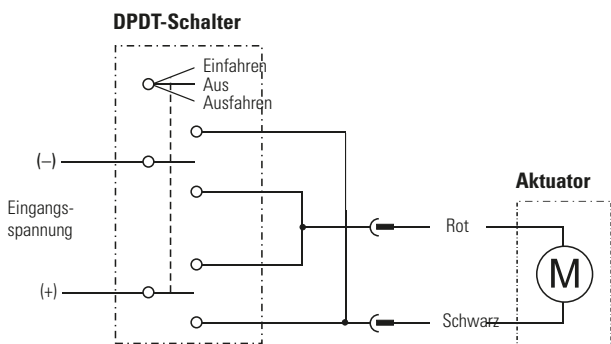 DPDT-Schalter
Einfahren
Aus
Ausfahren
(–)
Eingangs-
spannung
(+)
Aktuator
Rot
M
Schwarz